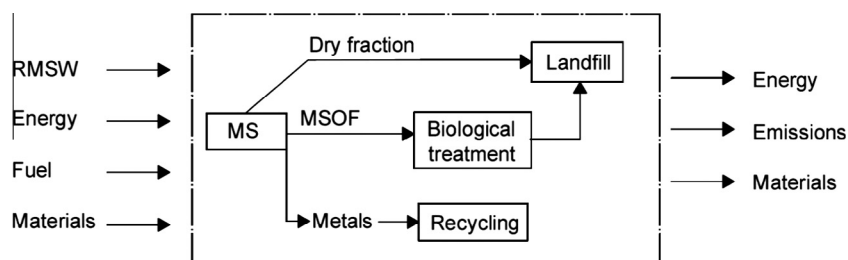 RMSW
Energy
Fuel
Materials
Dry fraction
Landfill
MS
MSOF
Biological
treatment
Metals
Recycling
Energy
Emissions
Materials